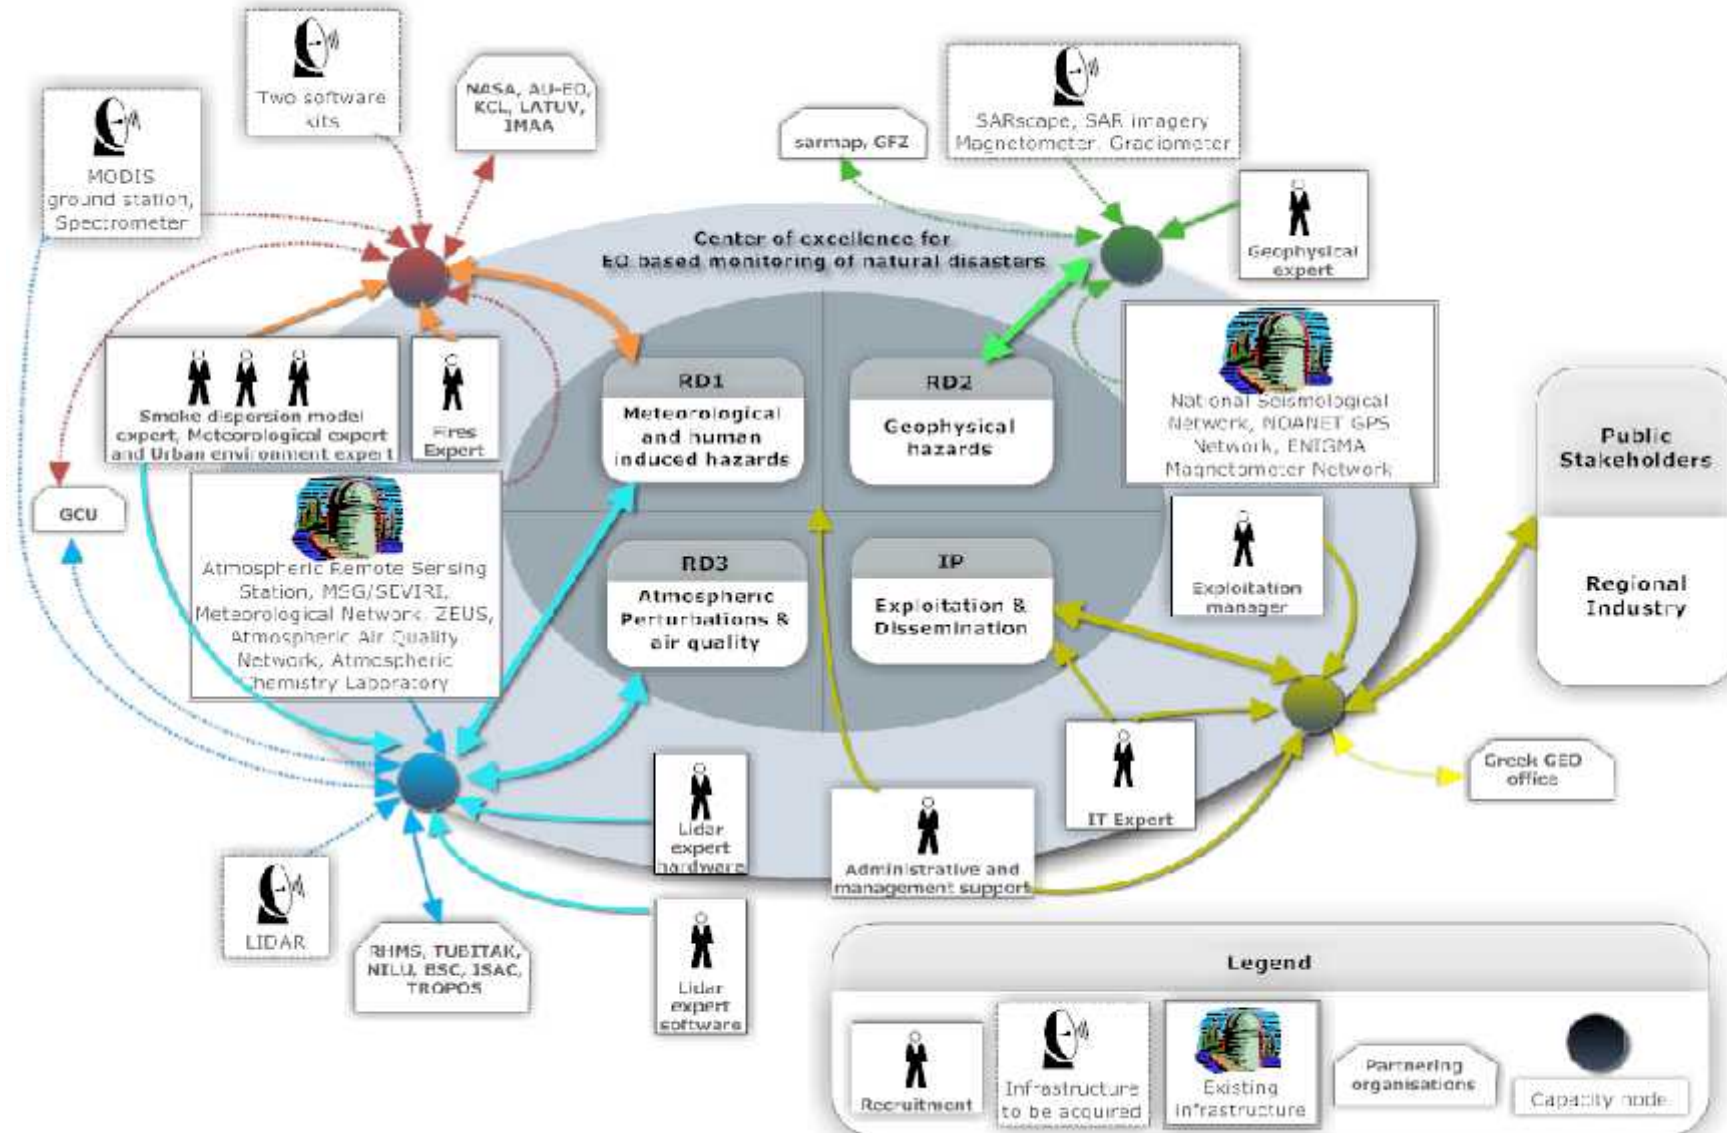 Two software
kits
NASA, AU-EO,
KCL, LATUV,
IMAA
MODIS
ground station,
Spectrometer
sarmap, GFZ
SARscape, SAR imagery
Magnetometer, Gradiometer
Geophysical
expert
Center of excellence for
EO based monitoring of natural disasters
Smoke dispersion model
expert, Meteorological expert
and Urban environment expert
Fires
Expert
RD1
Meteorological
and human
induced hazards
RD2
Geophysical
hazards
National Seismological
Network, NOANET GPS
Network, ENIGMA
Magnetometer Network
Public
Stakeholders
Regional
Industry
GCU
Atmospheric Remote Sensing
Station, MSG/SEVIRI,
Meteorological Network, ZEUS,
Atmospheric Air Quality
Network, Atmospheric
Chemistry Laboratory
RD3
Atmospheric
Perturbations &
air quality
IP
Exploitation &
Dissemination
Exploitation
manager
Lidar
expert
hardware
Administrative and
management support
IT Expert
Greek GEO
office
LIDAR
RHMS, TUBITAK,
NILU, BSC, ISAC,
TROPOS
Lidar
expert
software
Legend
Recruitment
Infrastructure
to be acquired
Existing
infrastructure
Partnering
organisations
Capacity node